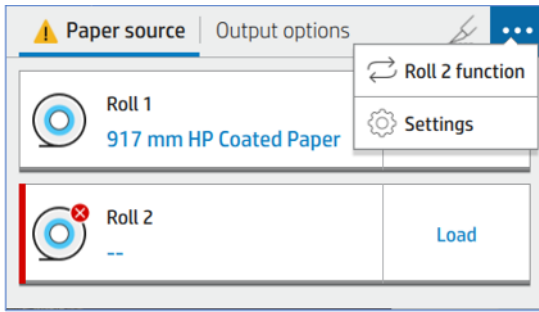 Paper source
Output options
Roll 2 function
Settings
Roll 1
917 mm HP Coated Paper
Roll 2
--
Load